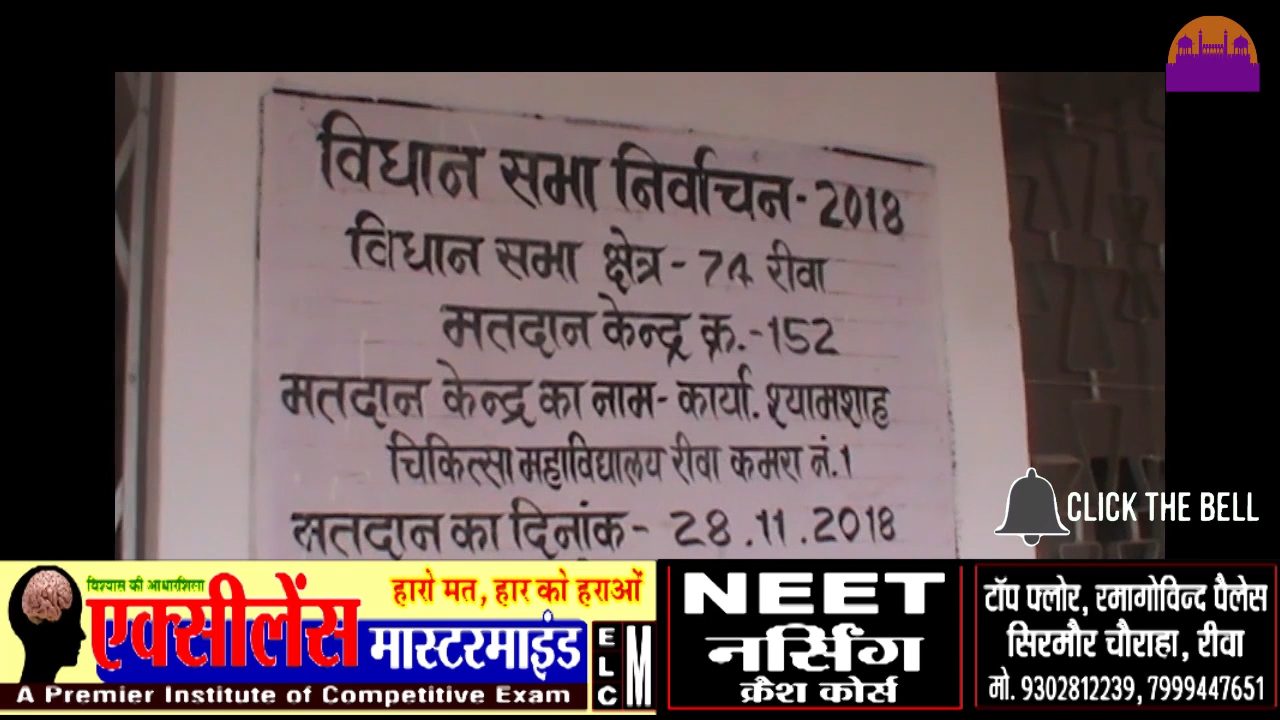 विधान सभा निर्वाचन-2018
विधान सभा क्षेत्र-74 रीवा
मतदान केन्द्र क्र.-152
मतदान केन्द्र का नाम-कार्या. श्यामशाह
चिकित्सा महाविद्यालय रीवा कमरा नं.1
मतदान का दिनांक-28.11.2018
CLICK THE BELL
विश्वास की आधारशिला
एक्सीलेंस
मास्टरमाइंड
हारो मत, हार को हराओं
A Premier Institute of Competitive Exam
ELC
M
NEET
नर्सिंग
क्रैश कोर्स
टॉप फ्लोर, रमागोविन्द पैलेस
सिरमौर चौराहा, रीवा
मो. 9302812239, 7999447651